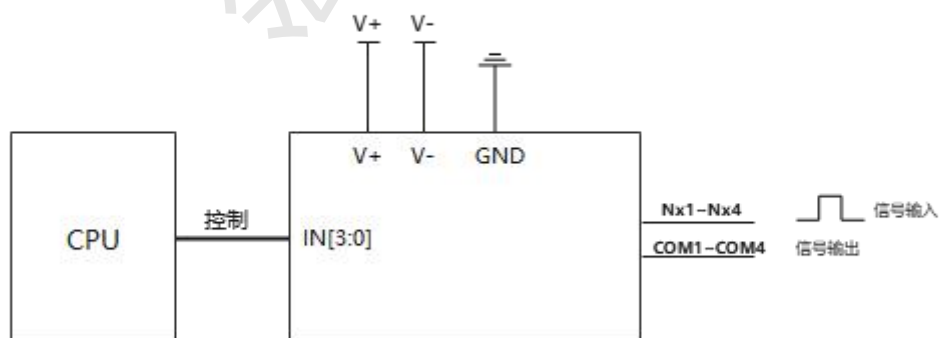 V+ V-
V+ V- GND
CPU
控制
IN[3:0]
Nx1-Nx4
信号输入
COM1-COM4
信号输出